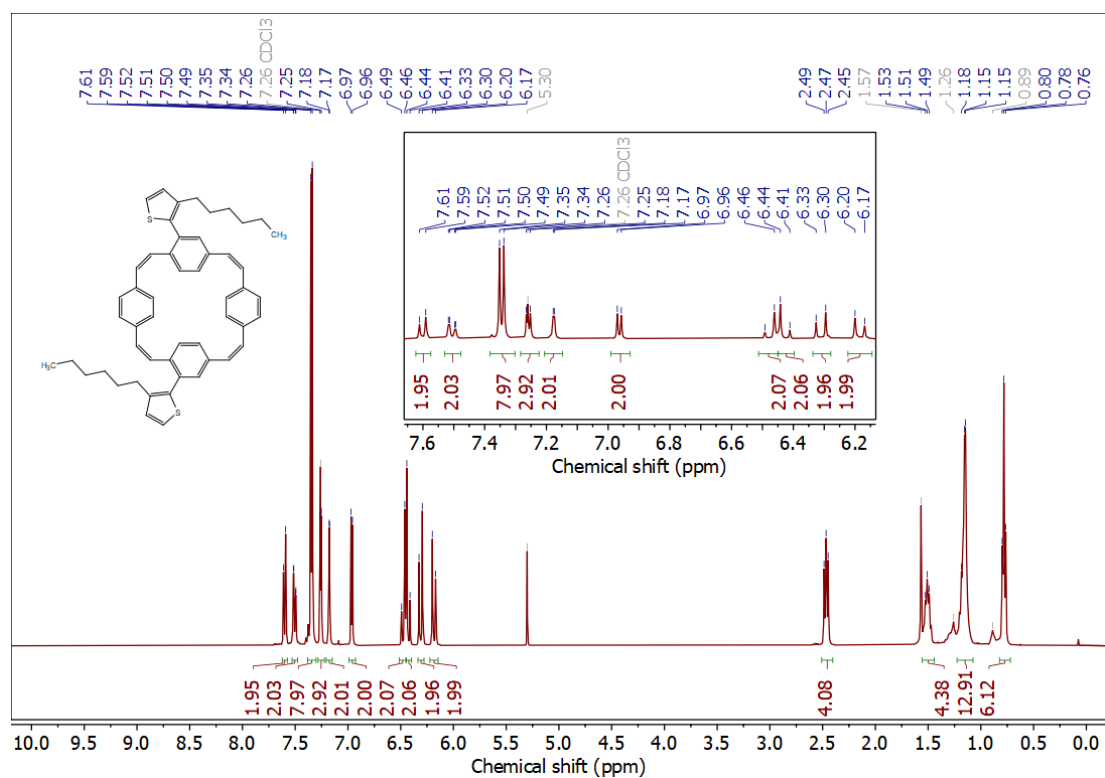 7.61 7.59 7.52 7.51 7.50 7.49 7.35 7.34 7.26 7.26 CDCl3 7.25 7.18 7.17 6.97 6.96 6.49 6.46 6.44 6.41 6.33 6.30 6.20 6.17 5.30 2.49 2.47 2.45 1.57 1.53 1.51 1.49 1.26 1.18 1.15 1.15 0.89 0.80 0.78 0.76
7.61 7.59 7.52 7.51 7.50 7.49 7.35 7.34 7.26 7.26 CDCl3 7.25 7.18 7.17 6.97 6.96 6.46 6.44 6.41 6.33 6.30 6.20 6.17
S
CH3
H3C
S
1.95 2.03 7.97 2.92 2.01 2.00 2.07 2.06 1.96 1.99
7.6 7.4 7.2 7.0 6.8 6.6 6.4 6.2
Chemical shift (ppm)
1.95 2.03 7.97 2.92 2.01 2.00 2.07 2.06 1.96 1.99 4.08 4.38 12.91 6.12
10.0 9.5 9.0 8.5 8.0 7.5 7.0 6.5 6.0 5.5 5.0 4.5 4.0 3.5 3.0 2.5 2.0 1.5 1.0 0.5 0.0
Chemical shift (ppm)